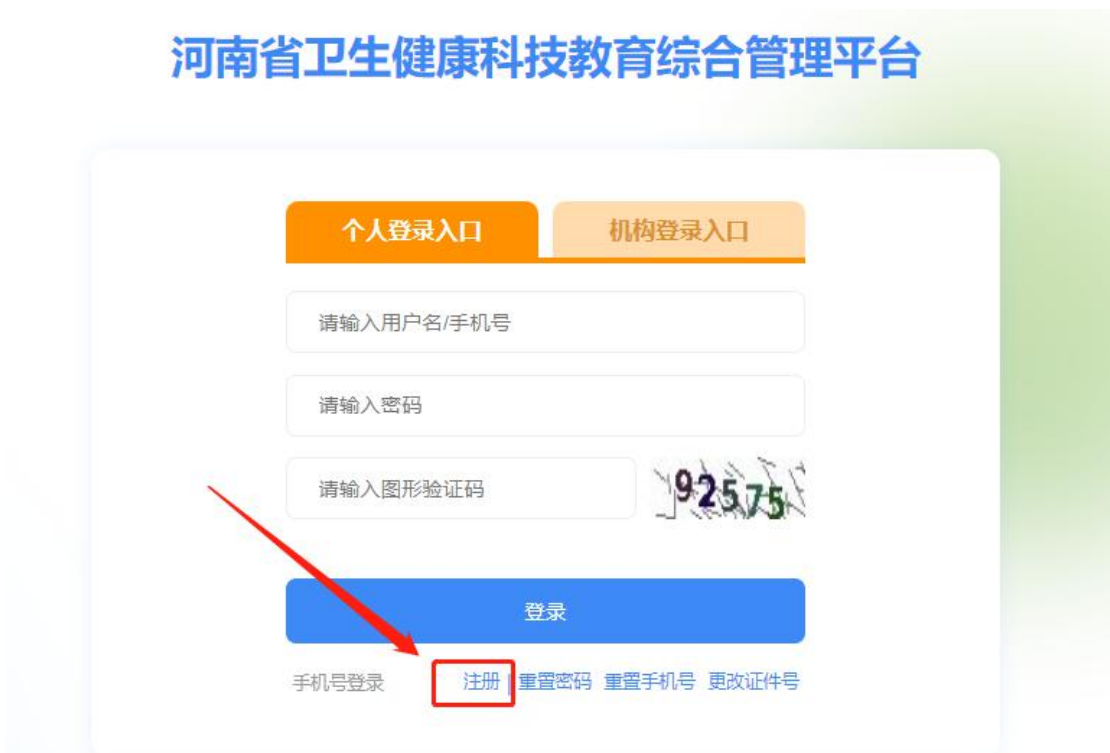 河南省卫生健康科技教育综合管理平台
个人登录入口 机构登录入口
请输入用户名/手机号
请输入密码
请输入图形验证码 92575
登录
手机号登录 注册 | 重置密码 重置手机号 更改证件号